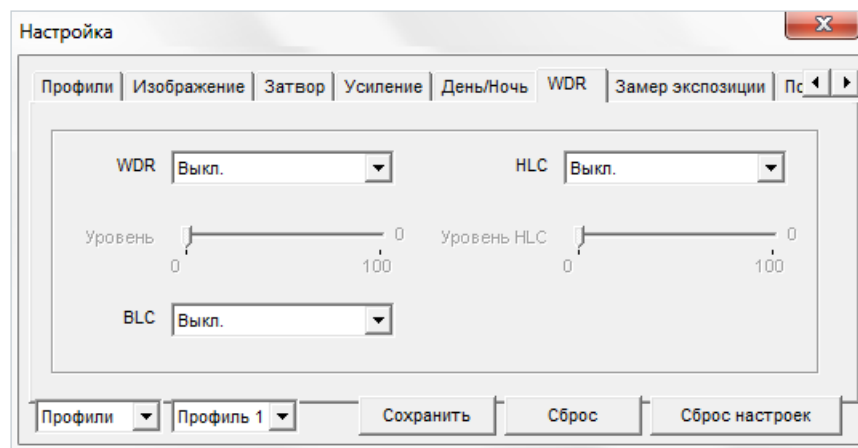 Настройка
Профили Изображение Затвор Усиление День/Ночь WDR Замер экспозиции
WDR Выкл. HLC Выкл.
Уровень 0 Уровень HLC 0
0 100 0 100
BLC Выкл.
Профили Профиль 1 Сохранить Сброс Сброс настроек